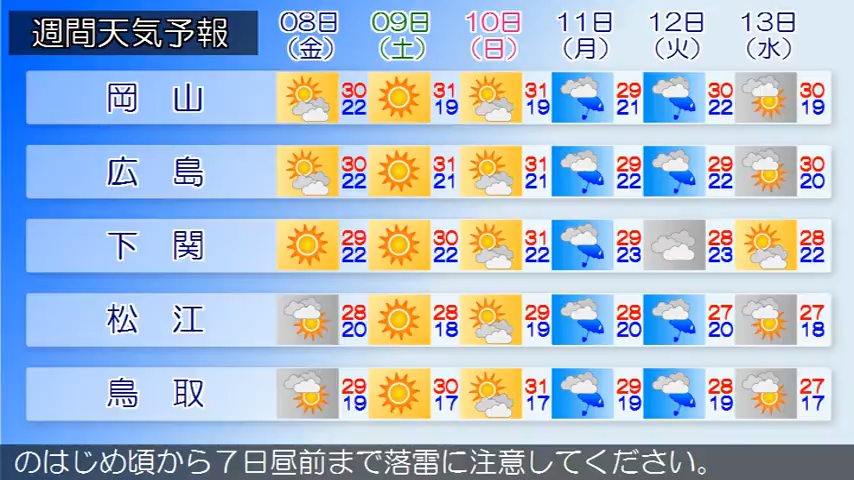 週間天気予報
08日 09日 10日 11日 12日 13日
(金) (土) (日) (月) (火) (水)
岡山 30 22 31 19 31 19 29 21 30 22 30 19
広島 30 22 31 21 31 21 29 22 29 22 30 20
下関 29 22 30 22 31 22 29 23 28 23 28 22
松江 28 20 28 18 29 19 28 20 27 20 27 18
鳥取 29 19 30 17 31 17 29 19 28 19 27 17
のはじめ頃から7日昼前まで落雷に注意してください。